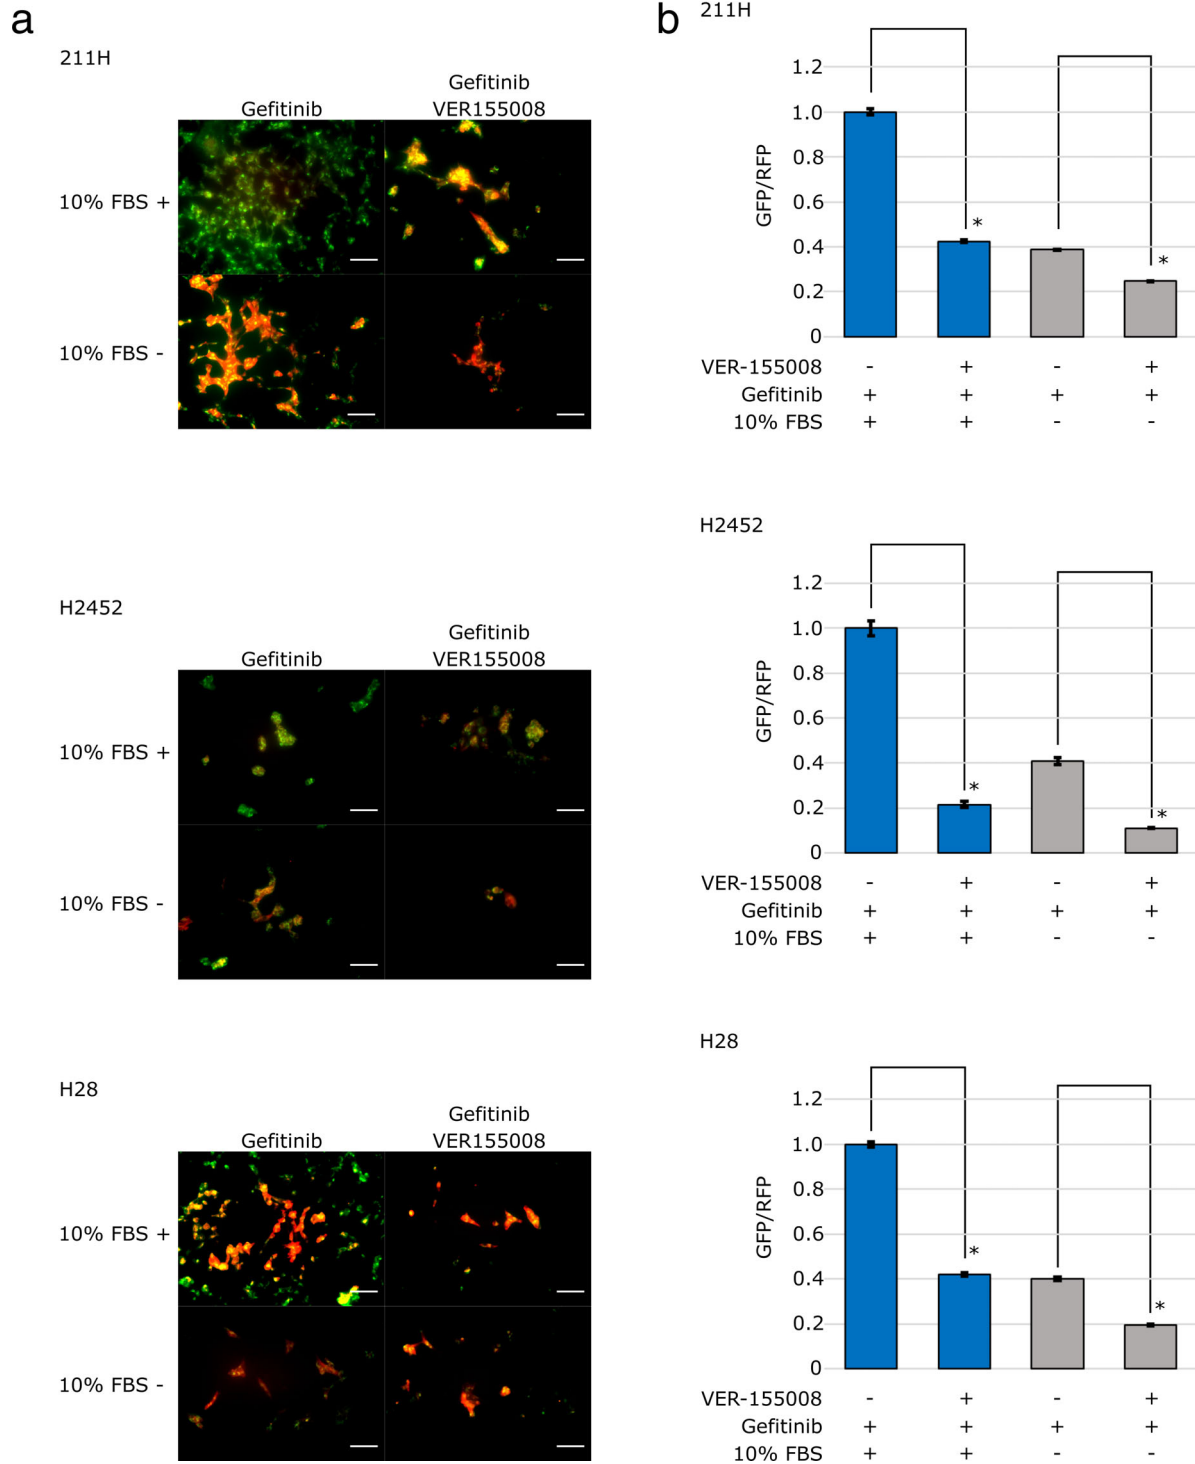 a
211H
Gefitinib
Gefitinib
VER155008
10% FBS +
10% FBS -
H2452
Gefitinib
Gefitinib
VER155008
10% FBS +
10% FBS -
H28
Gefitinib
Gefitinib
VER155008
10% FBS +
10% FBS -
b
211H
GFP/RFP
1.2
1.0
0.8
0.6
0.4
0.2
0
*
*
VER-155008 - + - +
Gefitinib + + + +
10% FBS + + - -
H2452
GFP/RFP
1.2
1.0
0.8
0.6
0.4
0.2
0
*
*
VER-155008 - + - +
Gefitinib + + + +
10% FBS + + - -
H28
GFP/RFP
1.2
1.0
0.8
0.6
0.4
0.2
0
*
*
VER-155008 - + - +
Gefitinib + + + +
10% FBS + + - -